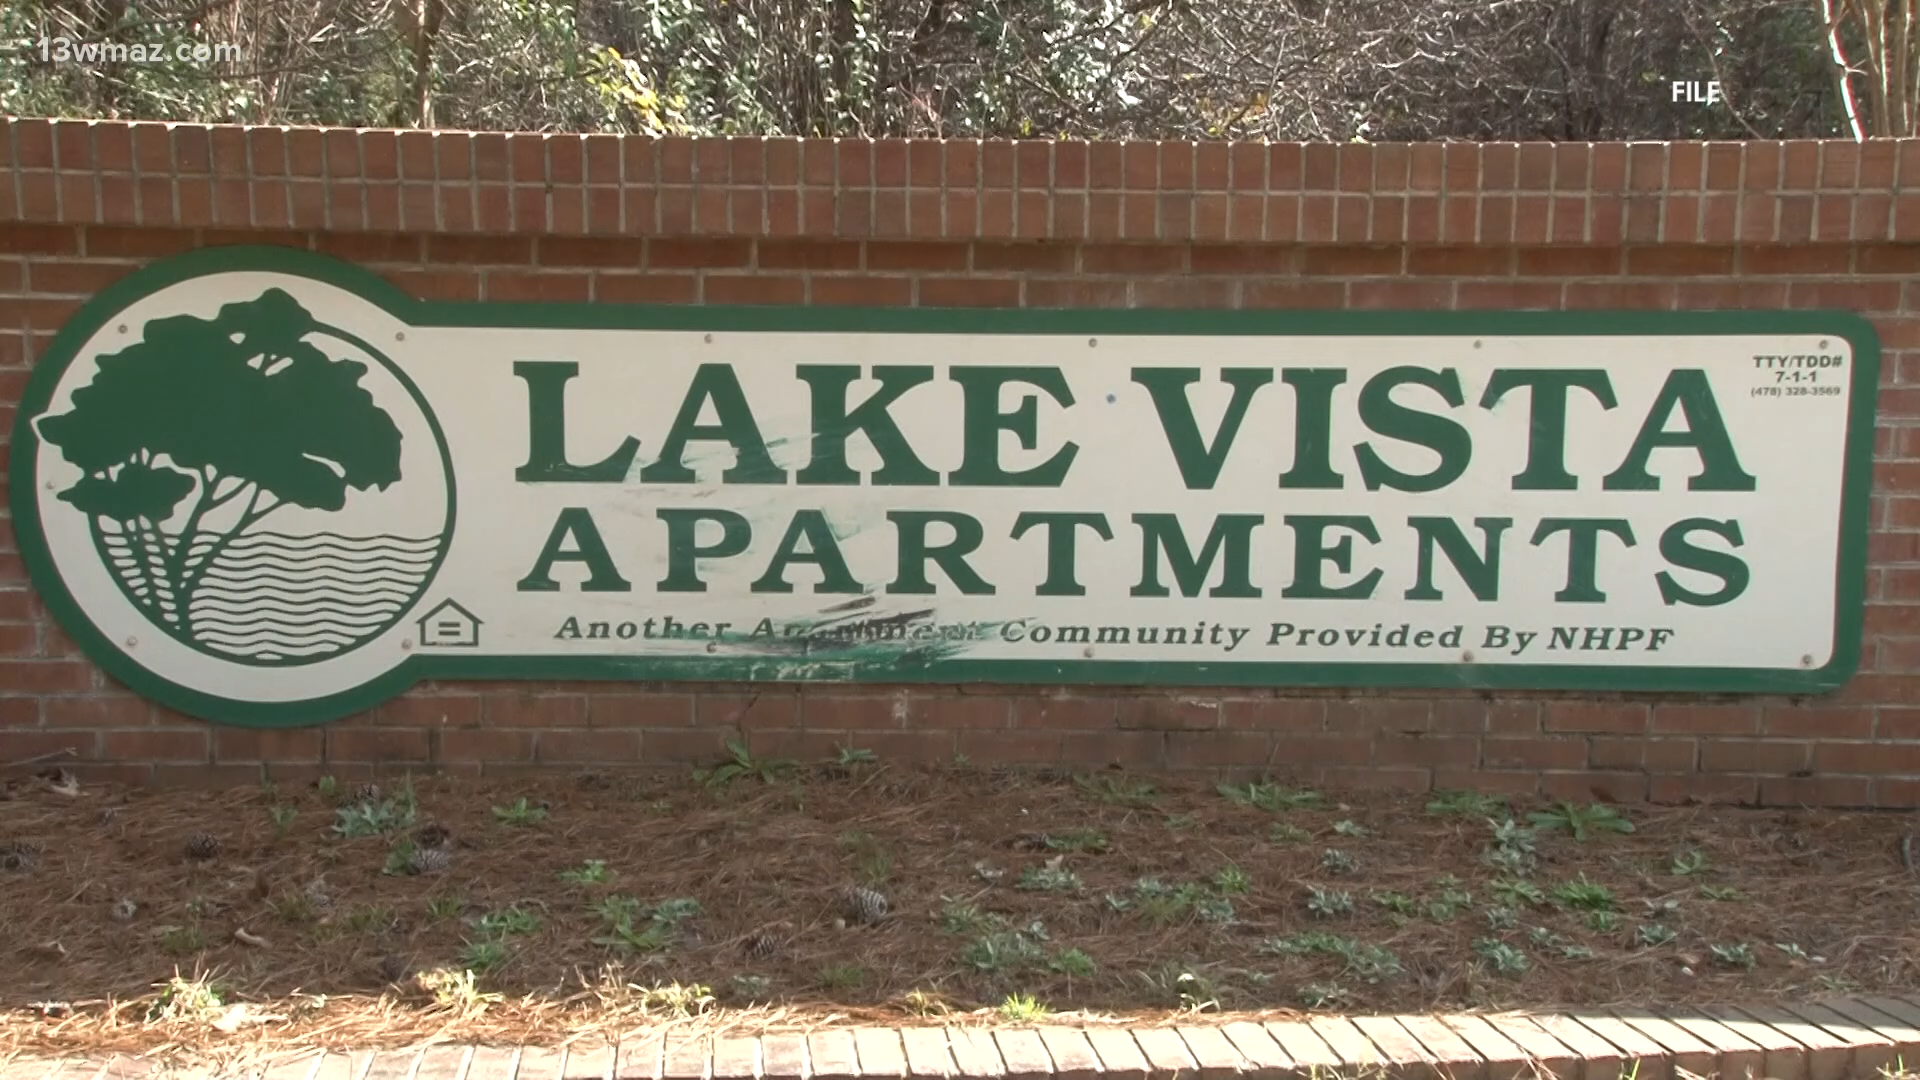 13wmaz.com
FILE
LAKE VISTA
APARTMENTS
Another Apartment Community Provided By NHPF
TTY/TDD#
7-1-1
(478) 328-3569